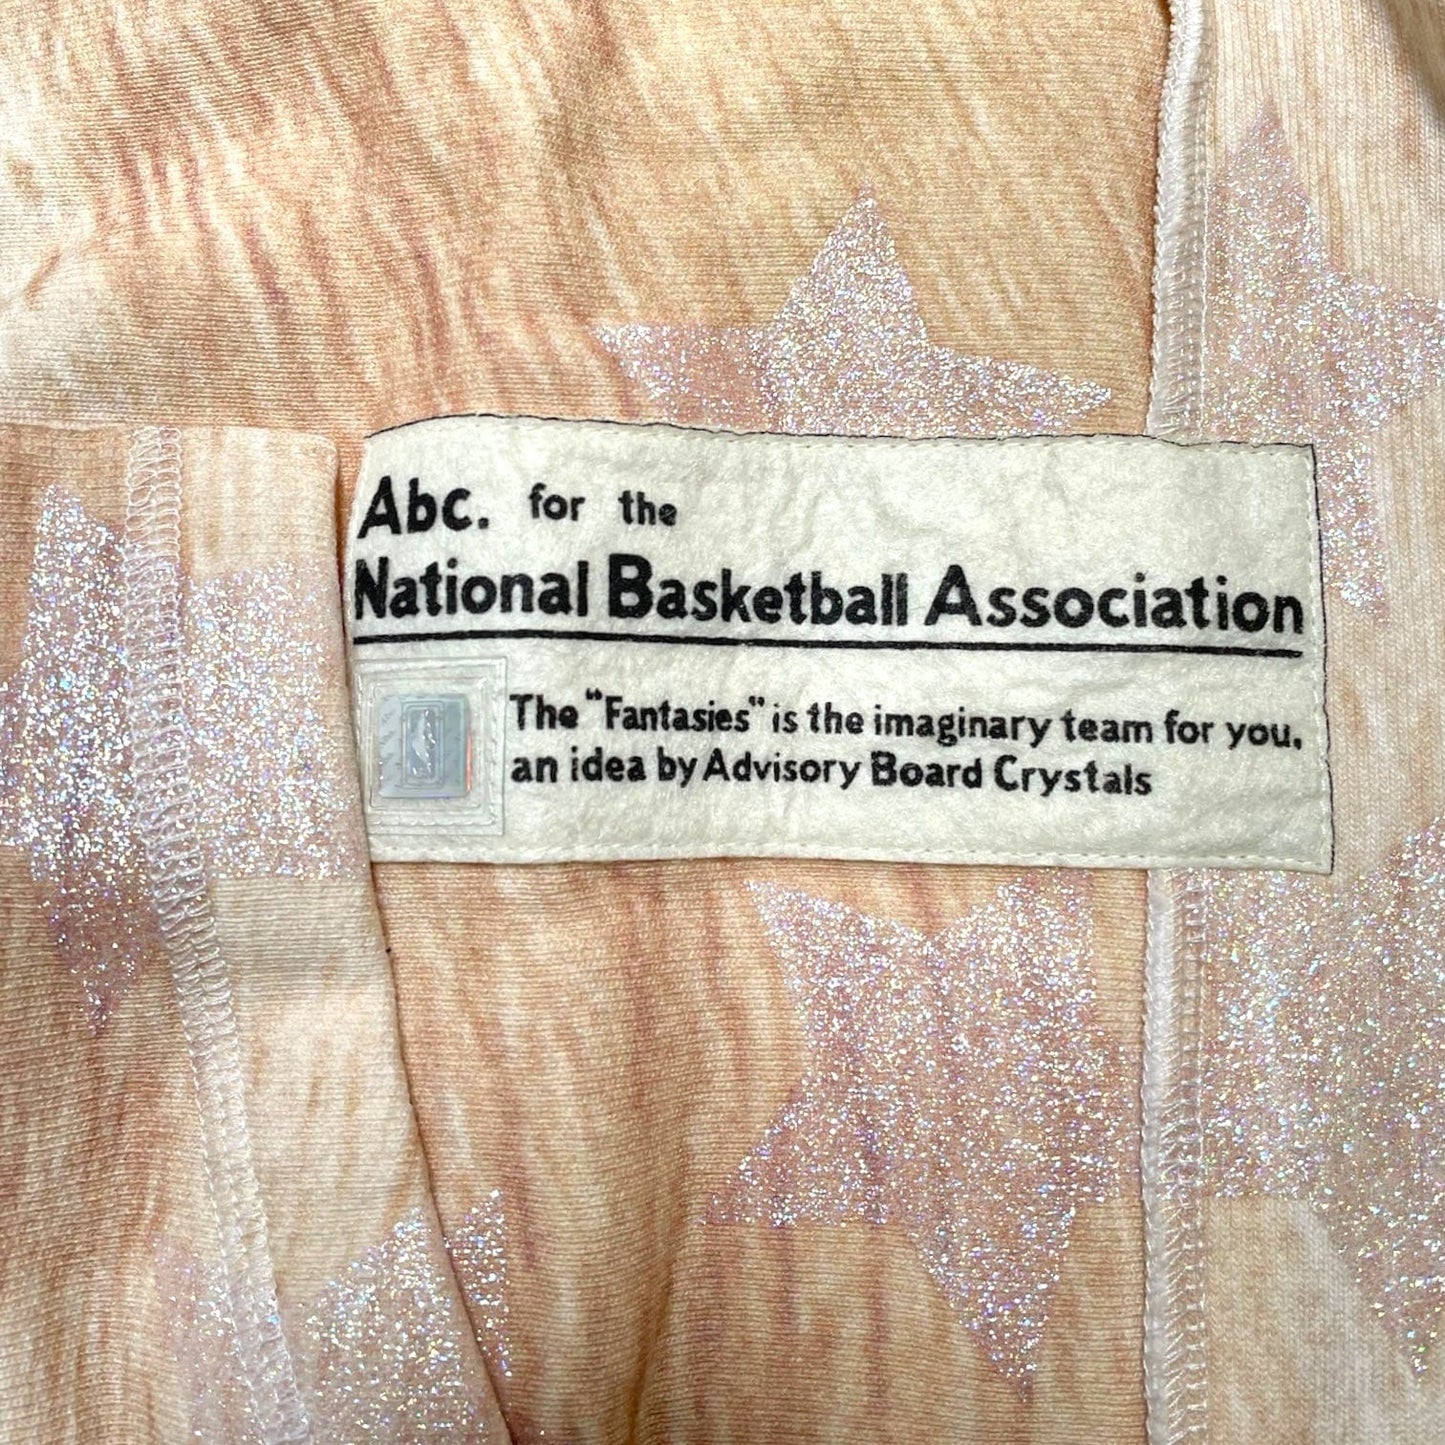 Abc. for the
National Basketball Association
The "Fantasies" is the imaginary team for you,
an idea by Advisory Board Crystals